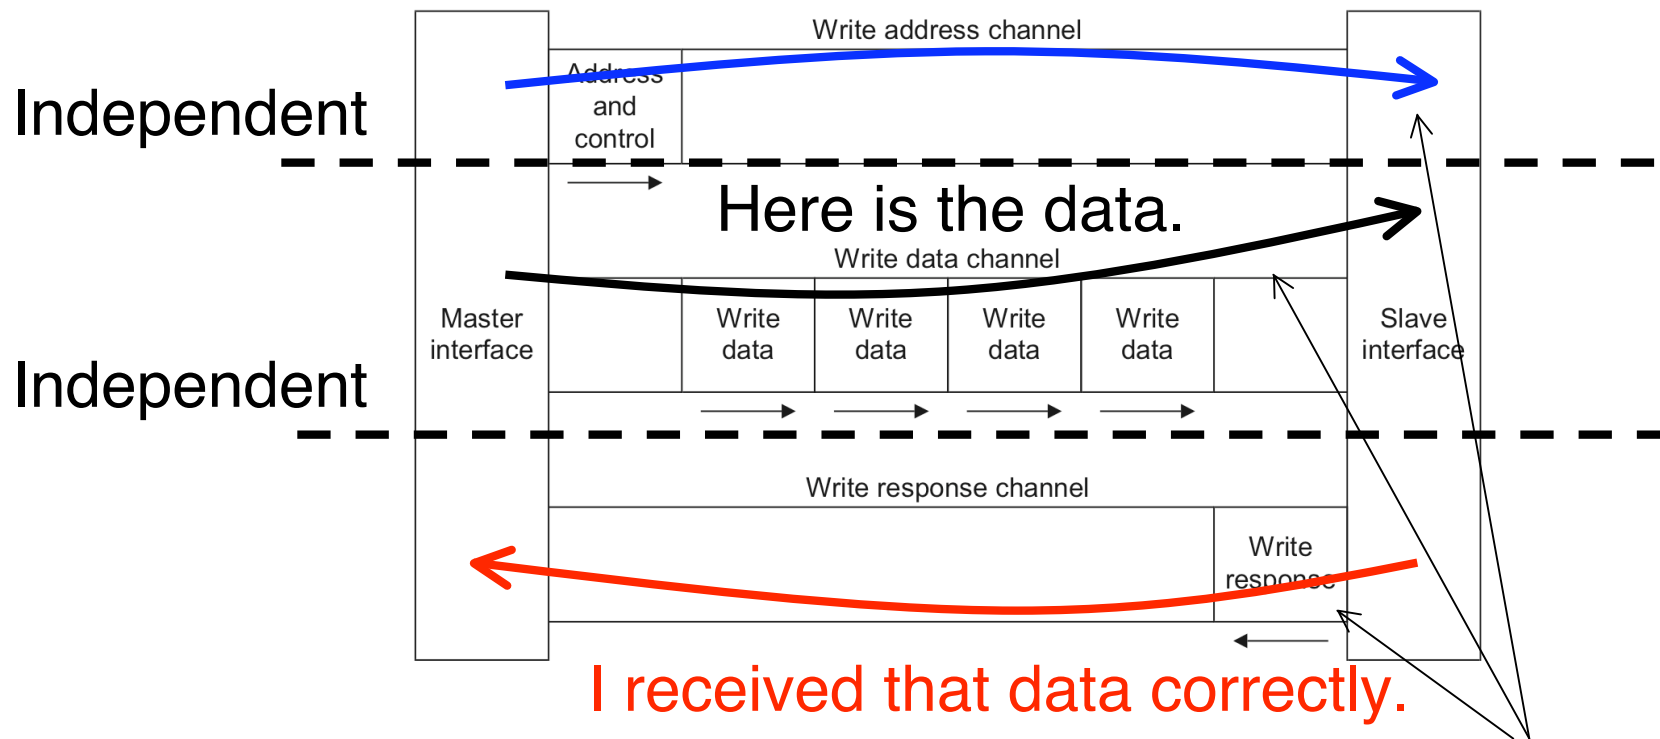 Write address channel
Independent
Address
and
control
Here is the data.
Write data channel
Master
interface
Write
data
Write
data
Write
data
Write
data
Slave
interface
Independent
Write response channel
Write
response
I received that data correctly.